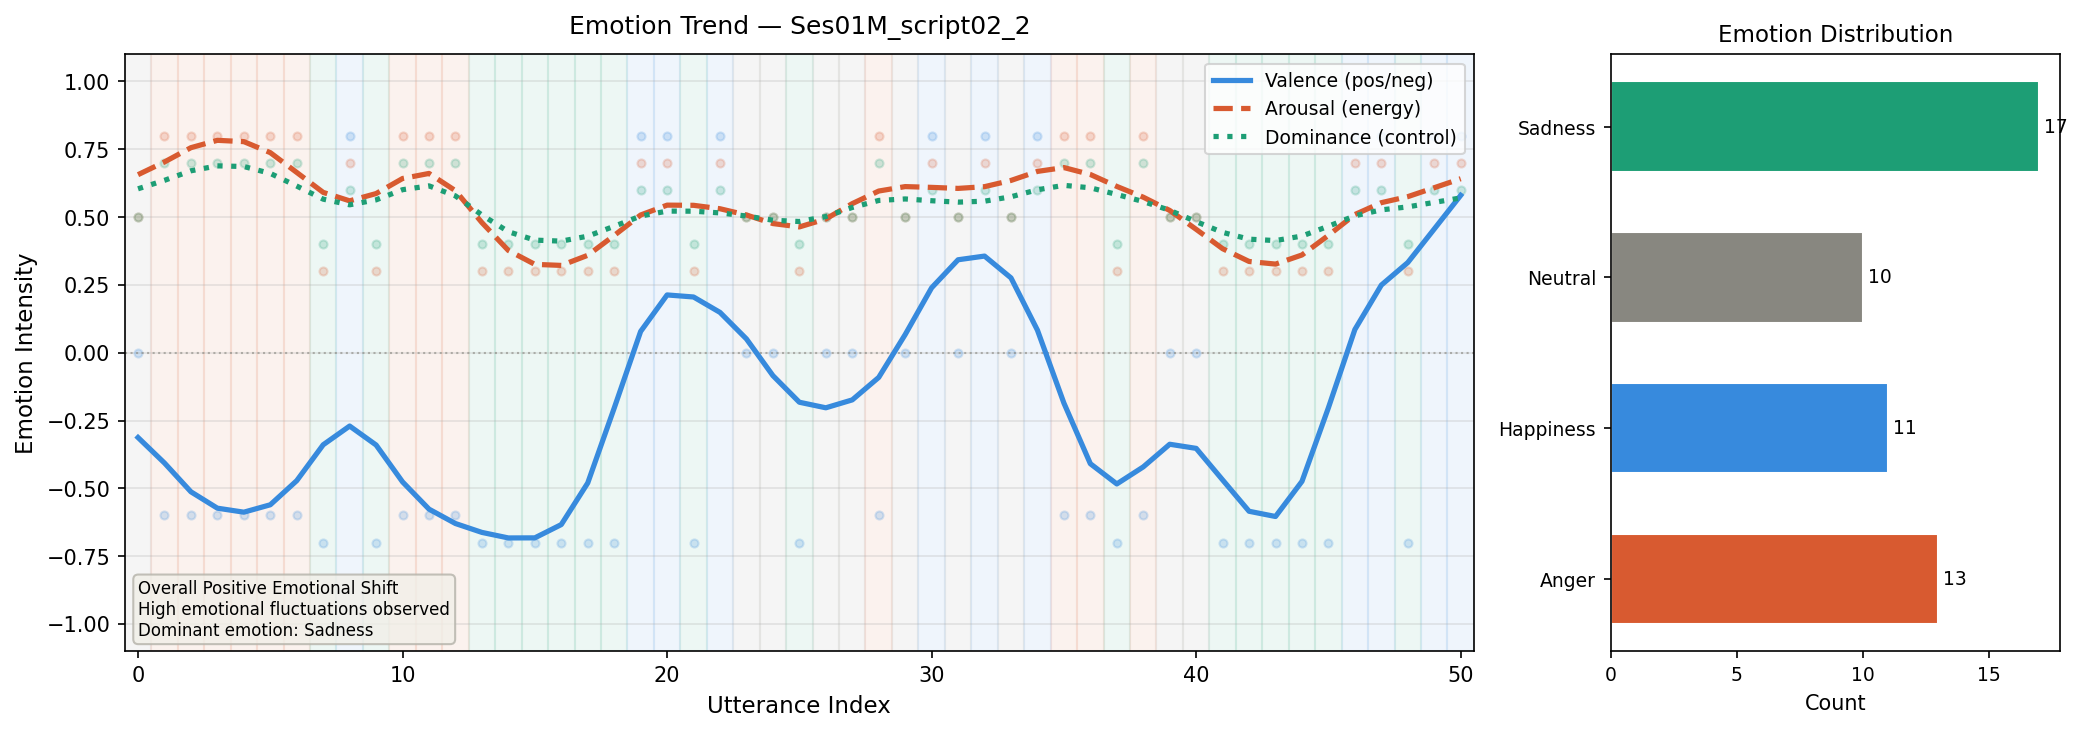 Emotion Trend — Ses01M_script02_2
Emotion Intensity
1.00
0.75
0.50
0.25
0.00
−0.25
−0.50
−0.75
−1.00
Valence (pos/neg)
Arousal (energy)
Dominance (control)
Overall Positive Emotional Shift
High emotional fluctuations observed
Dominant emotion: Sadness
0 10 20 30 40 50
Utterance Index
Emotion Distribution
Sadness 17
Neutral 10
Happiness 11
Anger 13
0 5 10 15
Count